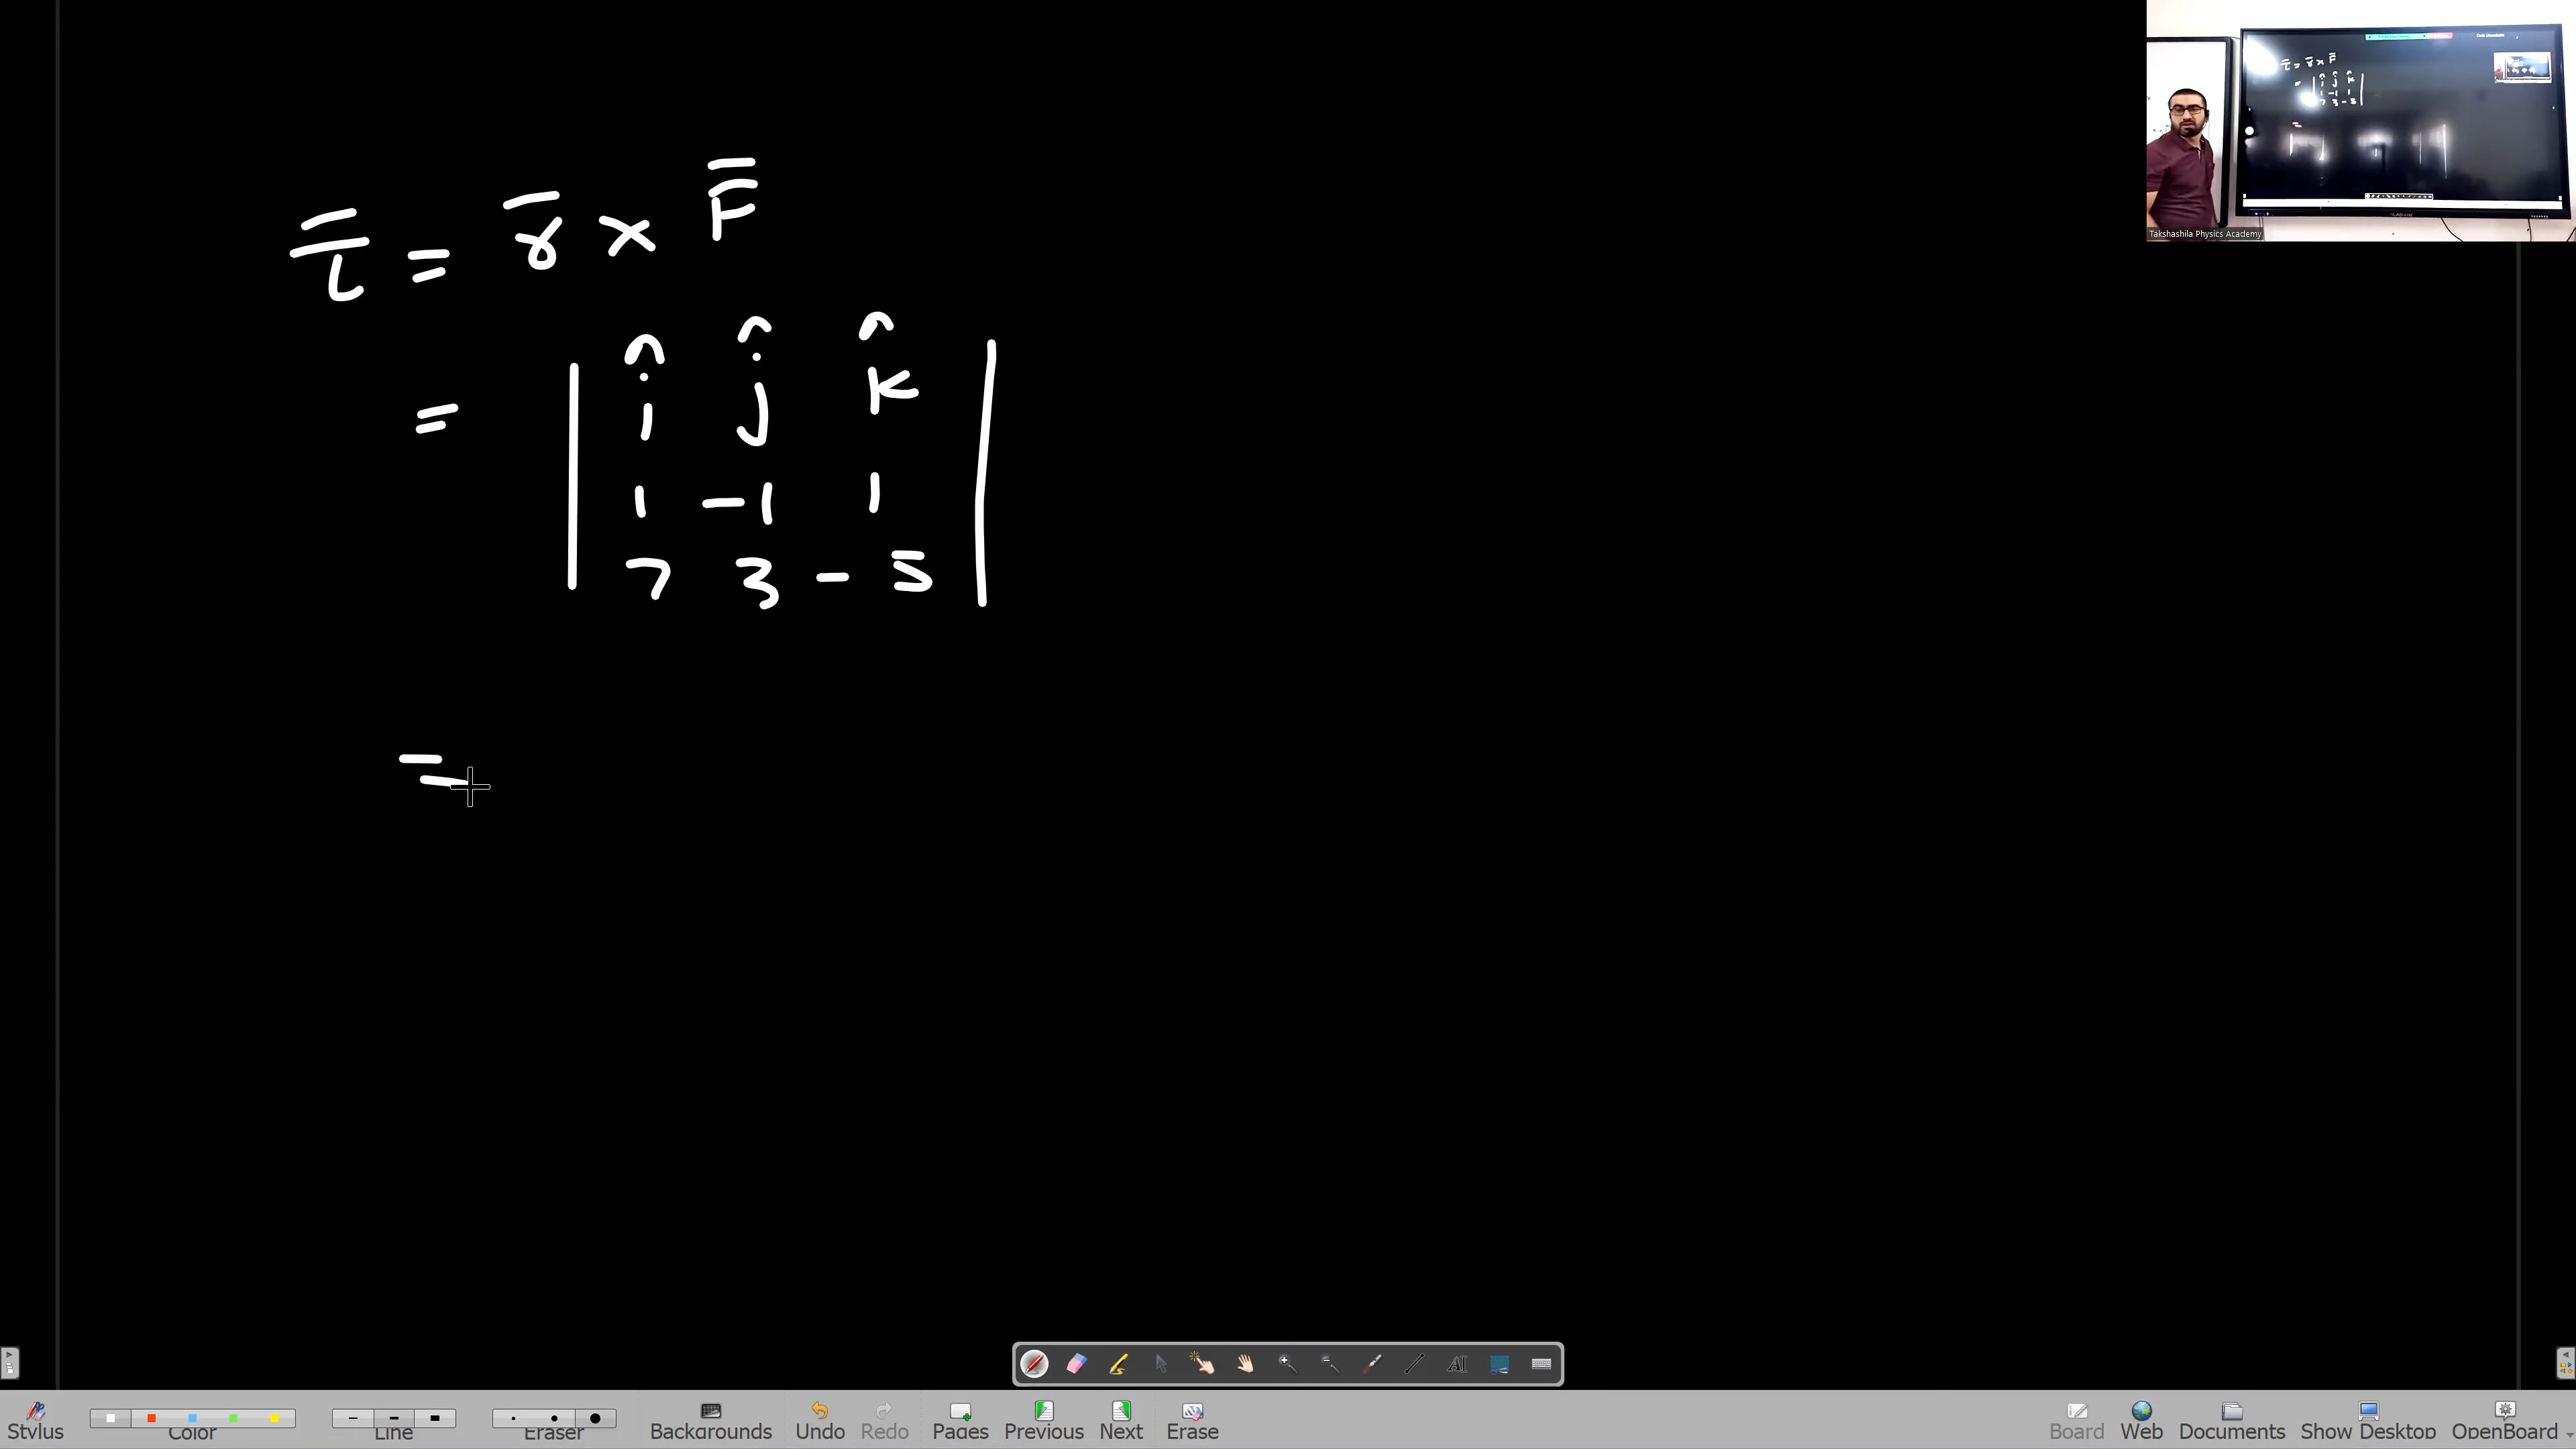 τ̄ = r̄ × F̄
= | î ĵ k̂ |
| 1 -1 1 |
| 7 3 -5 |
=
Takshashila Physics Academy
Stylus Color Line Eraser Backgrounds Undo Redo Pages Previous Next Erase Board Web Documents Show Desktop OpenBoard